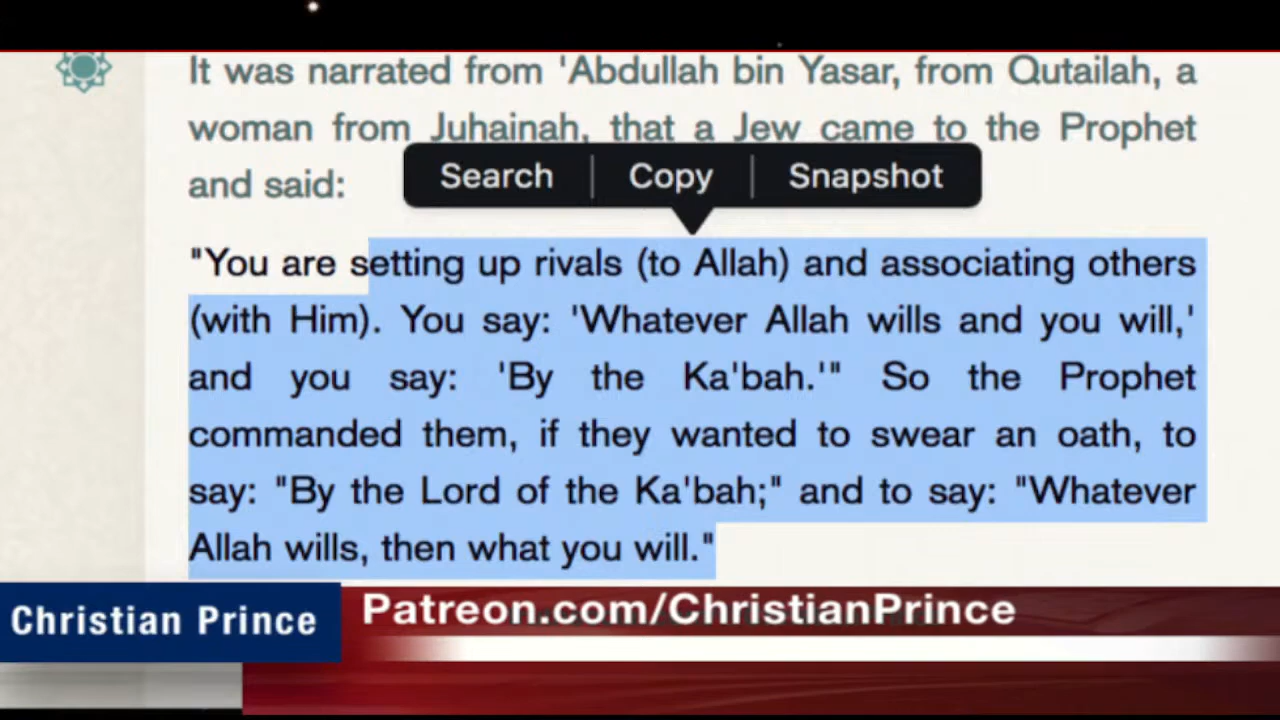 It was narrated from 'Abdullah bin Yasar, from Qutailah, a
woman from Juhainah, that a Jew came to the Prophet
and said:
Search Copy Snapshot
"You are setting up rivals (to Allah) and associating others
(with Him). You say: 'Whatever Allah wills and you will,'
and you say: 'By the Ka'bah.'" So the Prophet
commanded them, if they wanted to swear an oath, to
say: "By the Lord of the Ka'bah;" and to say: "Whatever
Allah wills, then what you will."
Christian Prince
Patreon.com/ChristianPrince